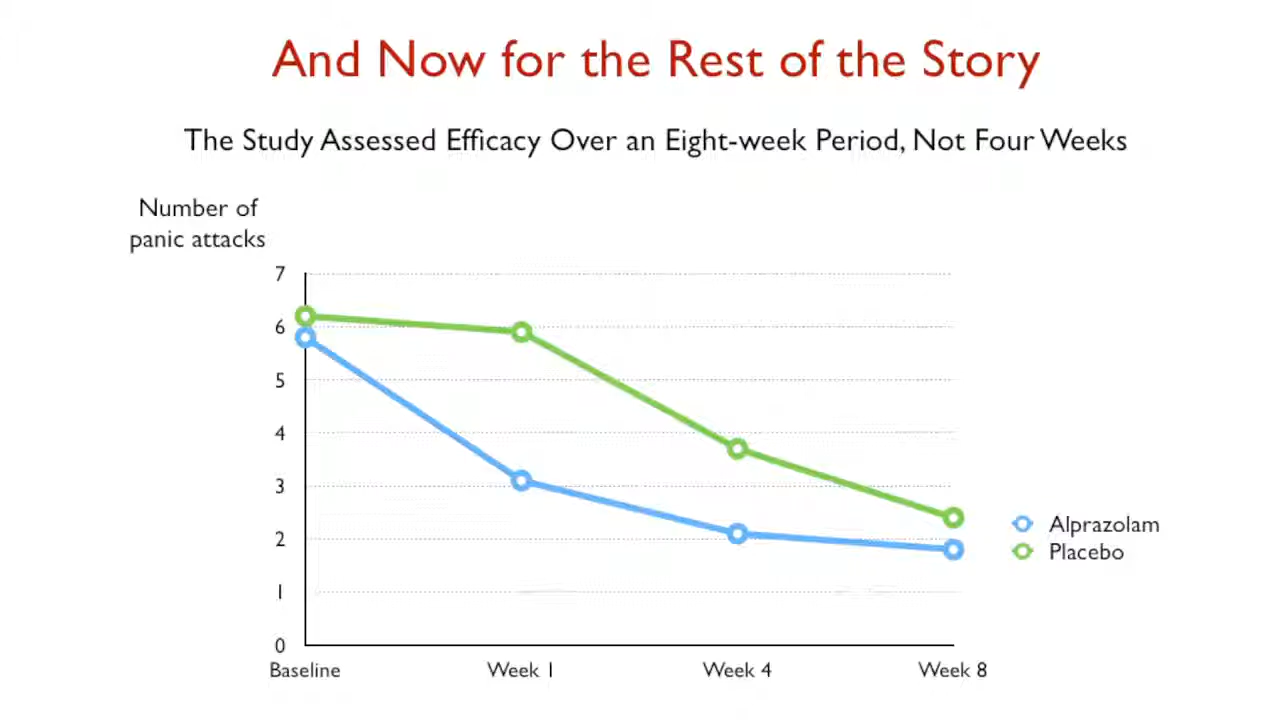 And Now for the Rest of the Story
The Study Assessed Efficacy Over an Eight-week Period, Not Four Weeks
Number of
panic attacks
7
6
5
4
3
2
1
0
Baseline
Week 1
Week 4
Week 8
Alprazolam
Placebo